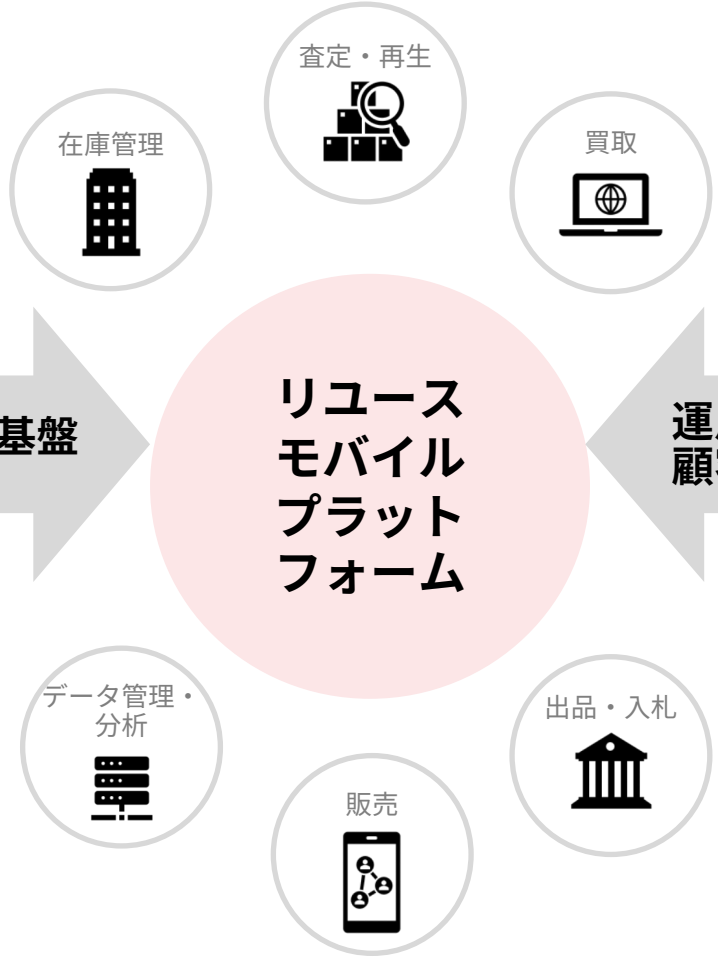 査定・再生
在庫管理
買取
リユース
モバイル
プラット
フォーム
基盤
運
顧
データ管理・
分析
出品・入札
販売